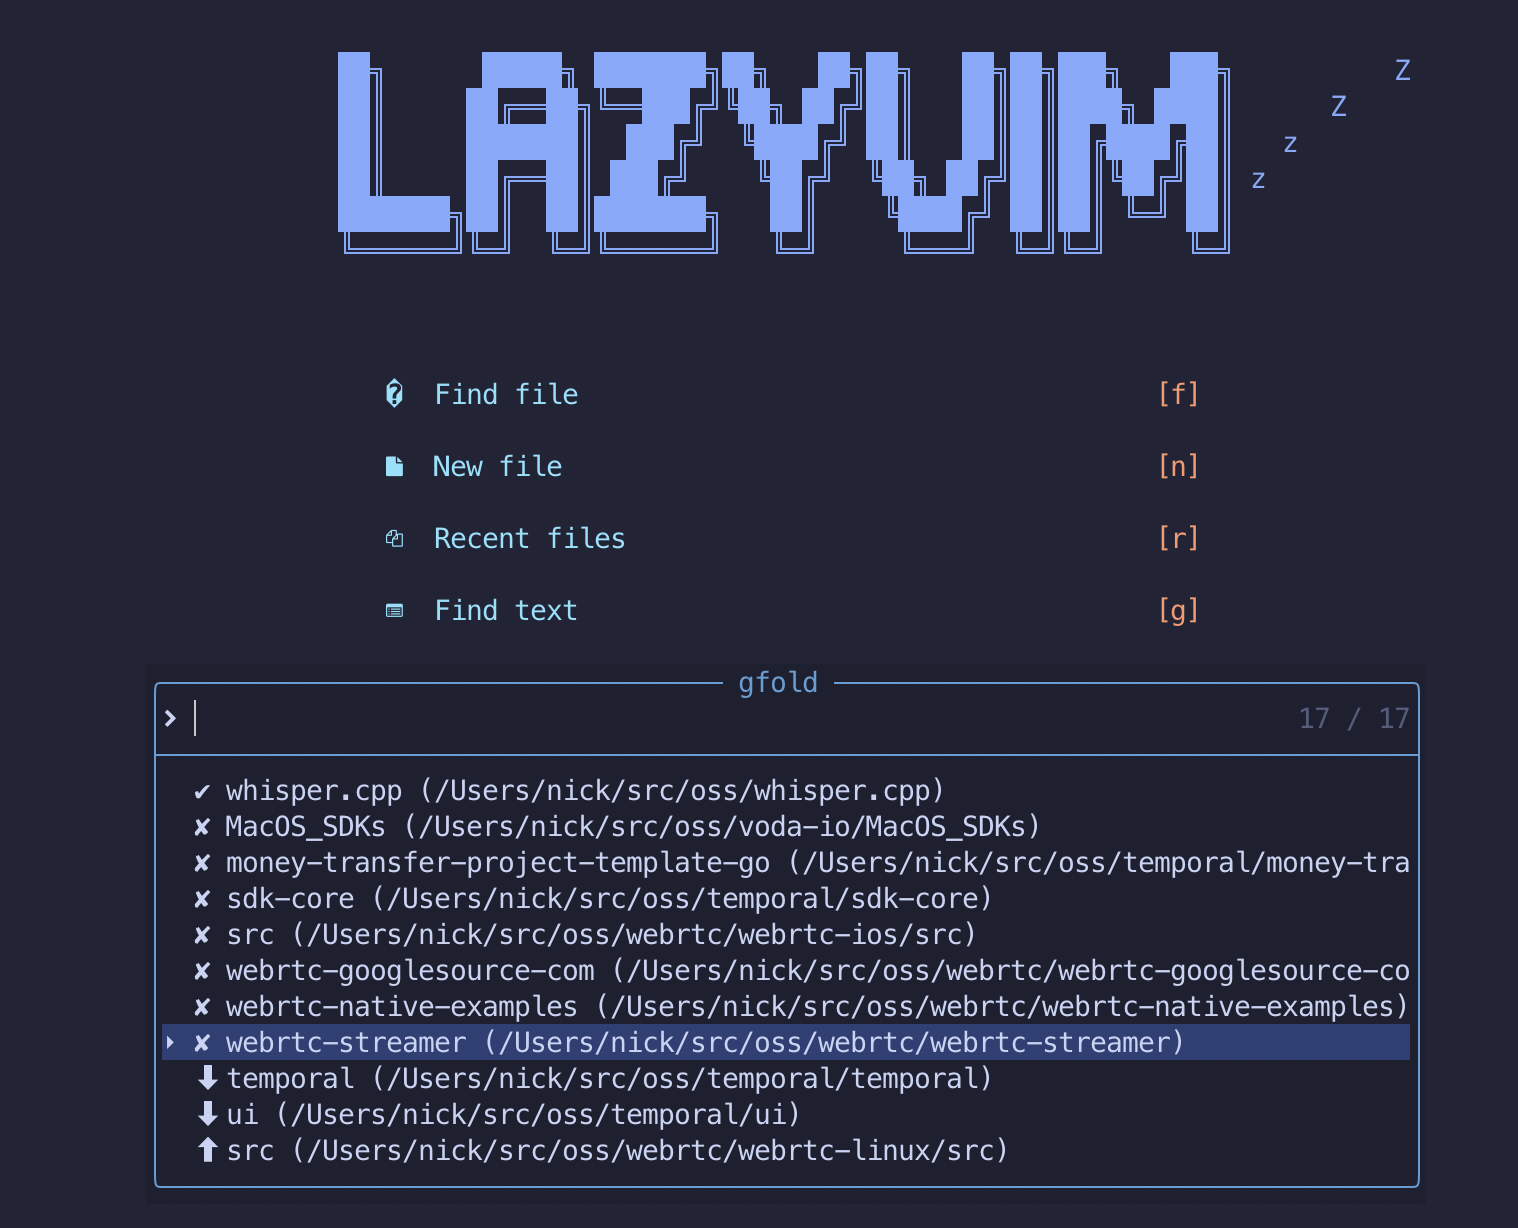 LAZYVIM
Z
Z
z
z
Find file [f]
New file [n]
Recent files [r]
Find text [g]
gfold
> 17 / 17
✔ whisper.cpp (/Users/nick/src/oss/whisper.cpp)
✘ MacOS_SDKs (/Users/nick/src/oss/voda-io/MacOS_SDKs)
✘ money-transfer-project-template-go (/Users/nick/src/oss/temporal/money-tra
✘ sdk-core (/Users/nick/src/oss/temporal/sdk-core)
✘ src (/Users/nick/src/oss/webrtc/webrtc-ios/src)
✘ webrtc-googlesource-com (/Users/nick/src/oss/webrtc/webrtc-googlesource-co
✘ webrtc-native-examples (/Users/nick/src/oss/webrtc/webrtc-native-examples)
✘ webrtc-streamer (/Users/nick/src/oss/webrtc/webrtc-streamer)
⬇ temporal (/Users/nick/src/oss/temporal/temporal)
⬇ ui (/Users/nick/src/oss/temporal/ui)
⬆ src (/Users/nick/src/oss/webrtc/webrtc-linux/src)